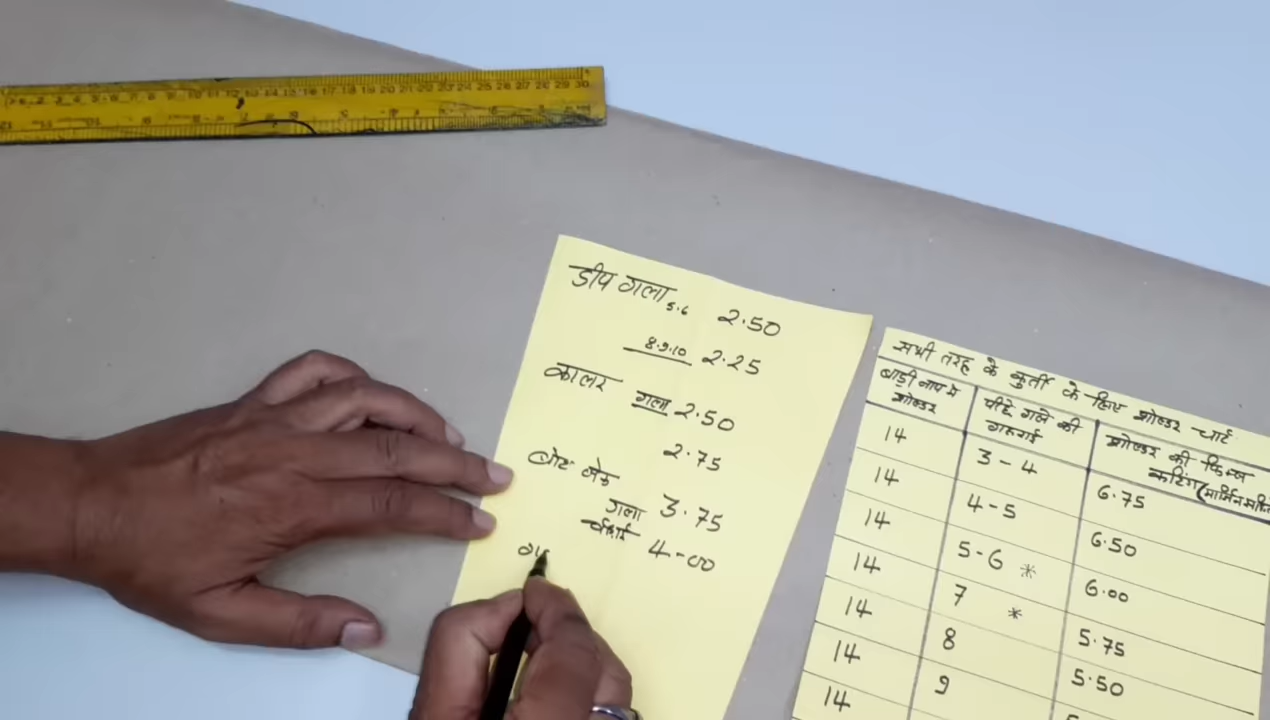 डीप गला 5.6 2.50
8.9.10 2.25
कालर गला 2.50
2.75
बोट नेक
गला 3.75
4-00
सभी तरह के कुर्ती के लिए शोल्डर चार्ट
बाड़ी नाप मे शोल्डर
पीछे गले की गहराई
शोल्डर की फिक्स कटिंग (मार्जिन सहित
14 3-4 6.75
14 4-5 6.50
14 5-6 * 6.00
14 7 * 5.75
14 8 5.50
14 9
14